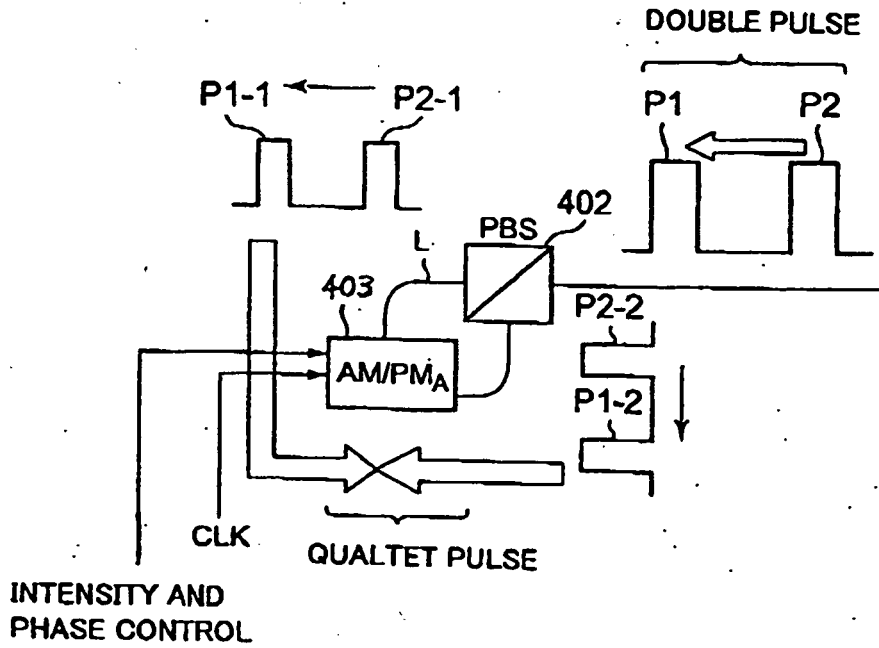 DOUBLE PULSE
P1-1
P2-1
P1
P2
PBS
402
L
403
P2-2
AM/PMA
P1-2
CLK
QUALTET PULSE
INTENSITY AND
PHASE CONTROL